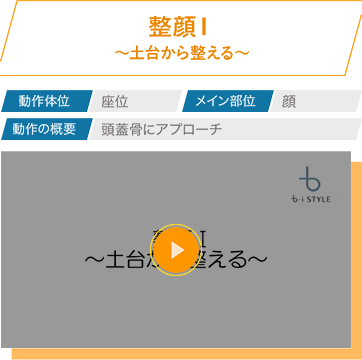 整顔Ⅰ
～土台から整える～
動作体位 座位 メイン部位 顔
動作の概要 頭蓋骨にアプローチ
b・i STYLE
Ⅰ
～土台か 整える～